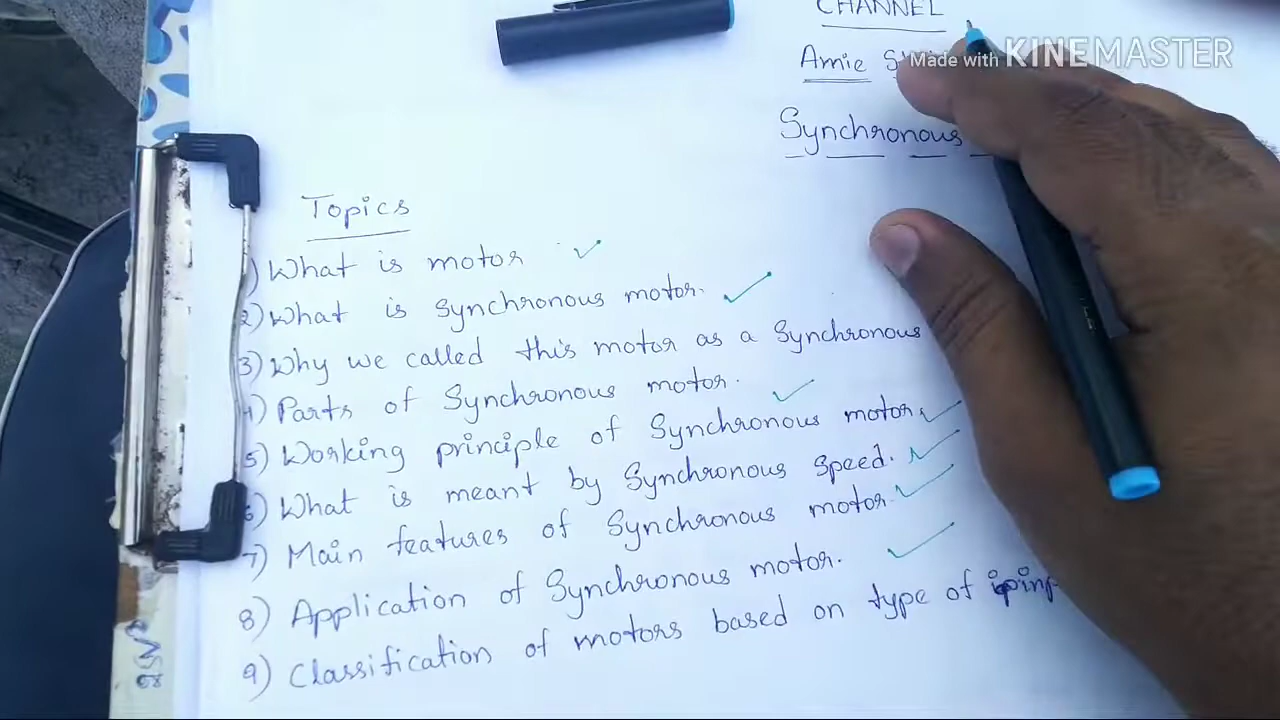 CHANNEL
Amie
Made with KINEMASTER
Synchronous
Topics
) What is motor
2) What is Synchronous motor.
3) Why we called this motor as a Synchronous
4) Parts of Synchronous motor.
5) Working principle of Synchronous motor.
6) What is meant by Synchronous Speed.
7) Main features of Synchronous motor.
8) Application of Synchronous motor.
9) Classification of motors based on type of